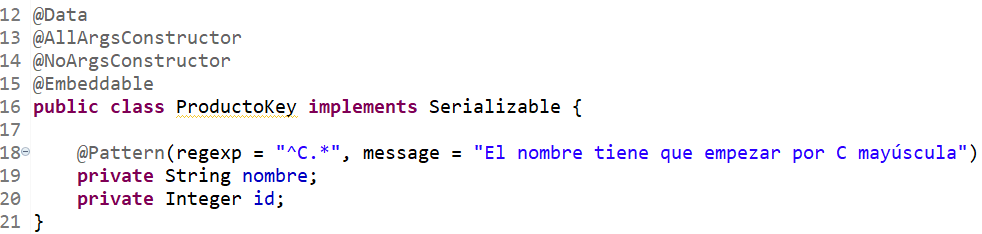 12 @Data
13 @AllArgsConstructor
14 @NoArgsConstructor
15 @Embeddable
16 public class ProductoKey implements Serializable {
17
18 @Pattern(regexp = "^C.*", message = "El nombre tiene que empezar por C mayúscula")
19 private String nombre;
20 private Integer id;
21 }